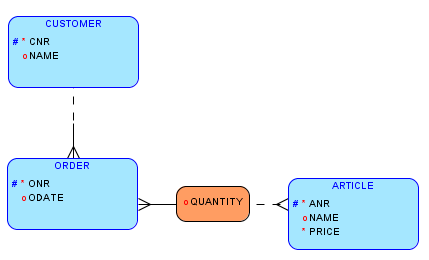 CUSTOMER
# * CNR
o NAME
ORDER
# * ONR
o ODATE
o QUANTITY
ARTICLE
# * ANR
o NAME
* PRICE